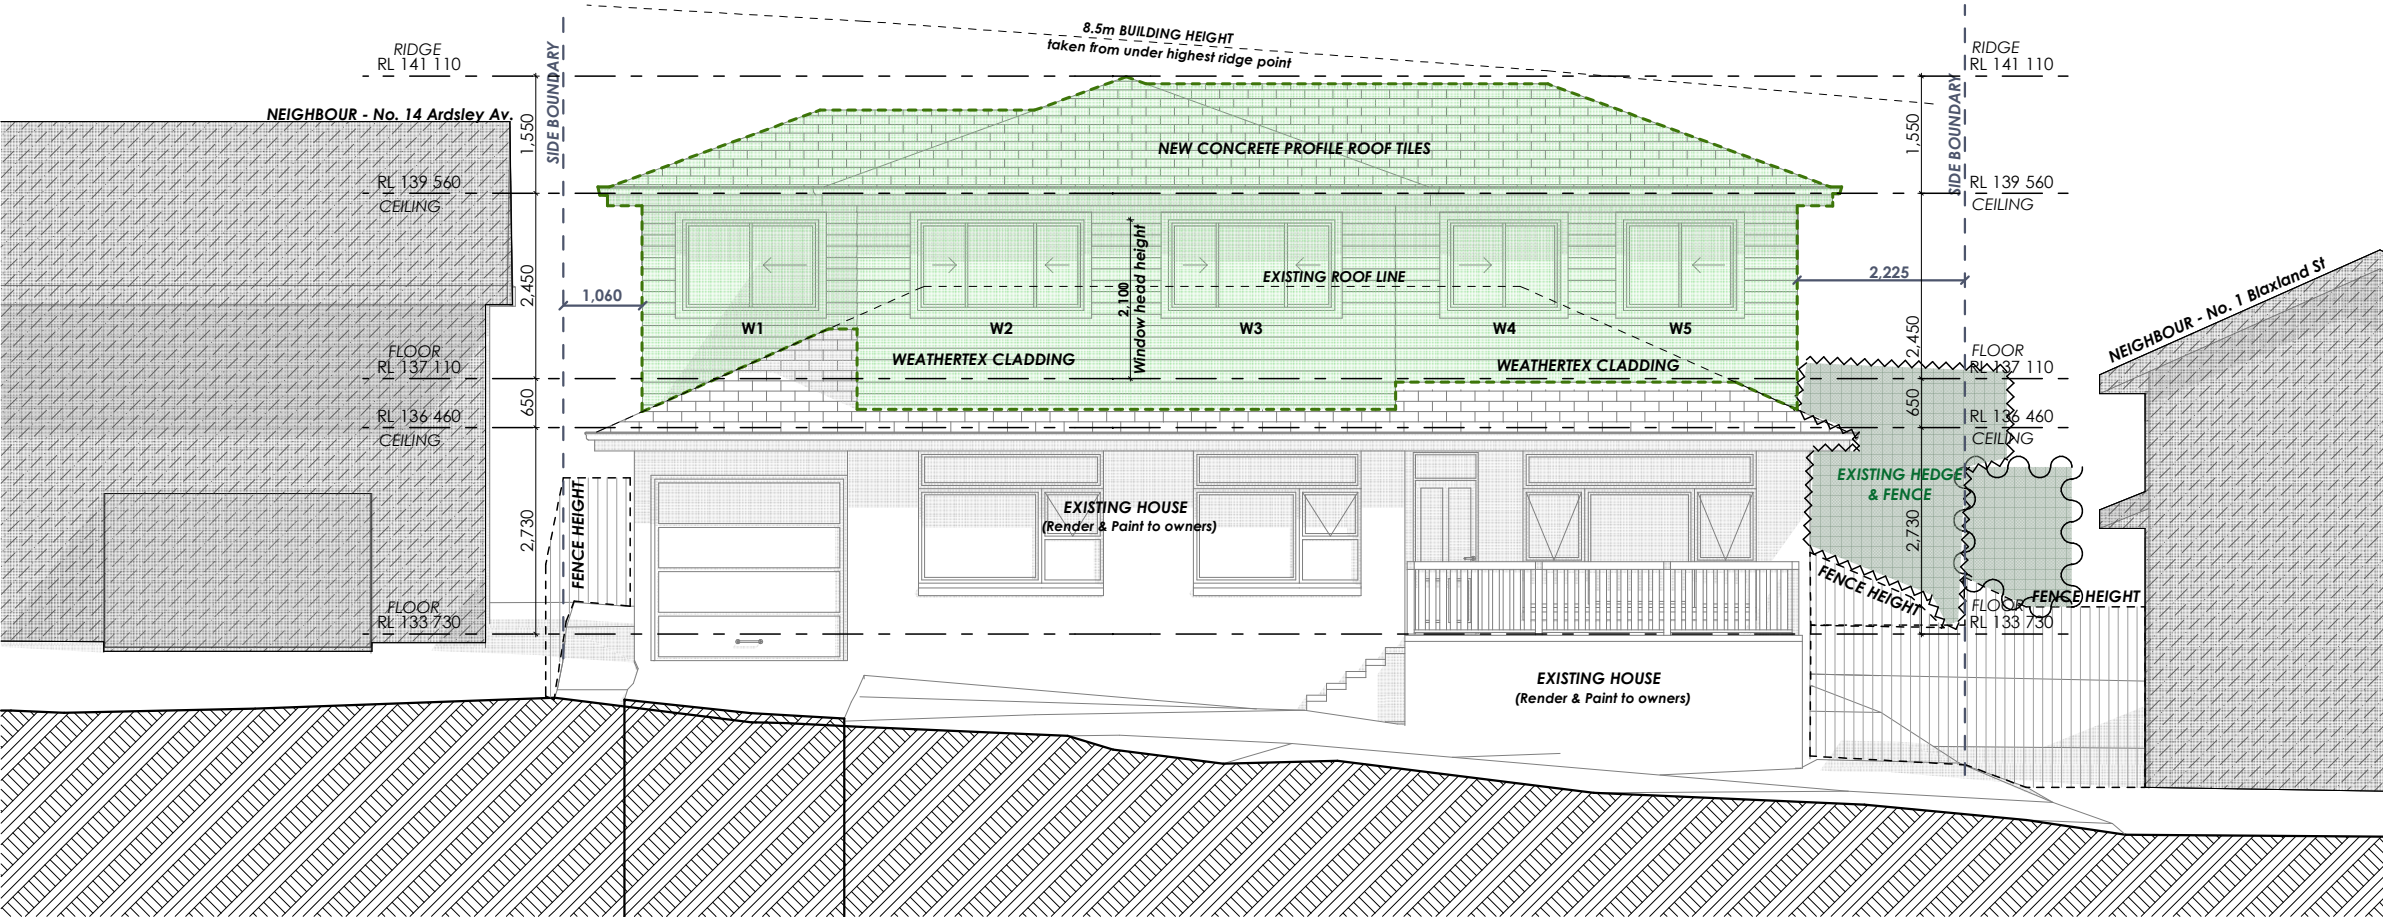 8.5m BUILDING HEIGHT
taken from under highest ridge point
RIDGE
RL 141 110
SIDE BOUNDARY
RIDGE
RL 141 110
SIDE BOUNDARY
NEIGHBOUR - No. 14 Ardsley Av.
1,550
1,550
NEW CONCRETE PROFILE ROOF TILES
RL 139 560
CEILING
RL 139 560
CEILING
2,450
1,060
2,100
Window head height
EXISTING ROOF LINE
2,225
2,450
NEIGHBOUR - No. 1 Blaxland St
W1
W2
W3
W4
W5
WEATHERTEX CLADDING
WEATHERTEX CLADDING
FLOOR
RL 137 110
FLOOR
RL 137 110
650
650
RL 136 460
CEILING
RL 136 460
CEILING
EXISTING HEDGE
& FENCE
2,730
2,730
FENCE HEIGHT
EXISTING HOUSE
(Render & Paint to owners)
FENCE HEIGHT
FENCE HEIGHT
FLOOR
RL 133 730
FLOOR
RL 133 730
EXISTING HOUSE
(Render & Paint to owners)